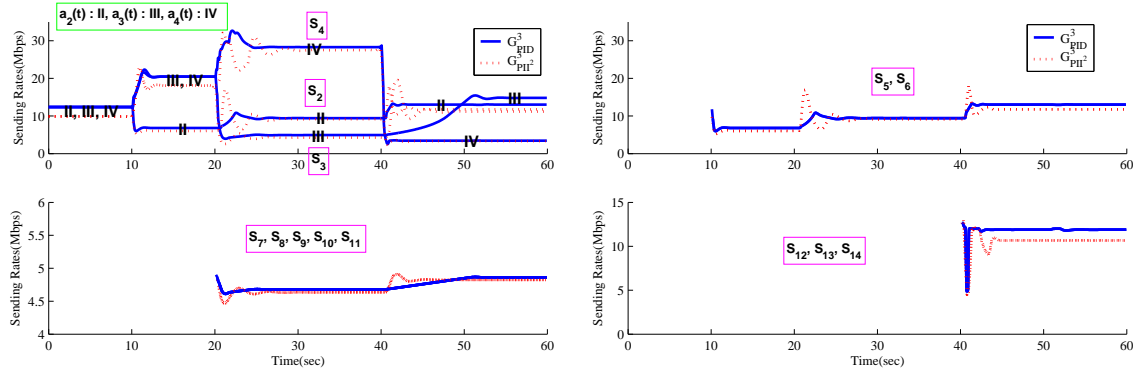 a₂(t) : II, a₃(t) : III, a₄(t) : IV
S₄
G³PID
G³PII²
IV
III, IV
S₂
II, III, IV
II
II
III
II
III
IV
S₃
Sending Rates(Mbps)
30
20
10
0
0 10 20 30 40 50 60
G³PID
G³PII²
S₅, S₆
Sending Rates(Mbps)
30
20
10
0
0 10 20 30 40 50 60
S₇, S₈, S₉, S₁₀, S₁₁
Sending Rates(Mbps)
6
5.5
5
4.5
4
0 10 20 30 40 50 60
Time(sec)
S₁₂, S₁₃, S₁₄
Sending Rates(Mbps)
15
10
5
0
0 10 20 30 40 50 60
Time(sec)